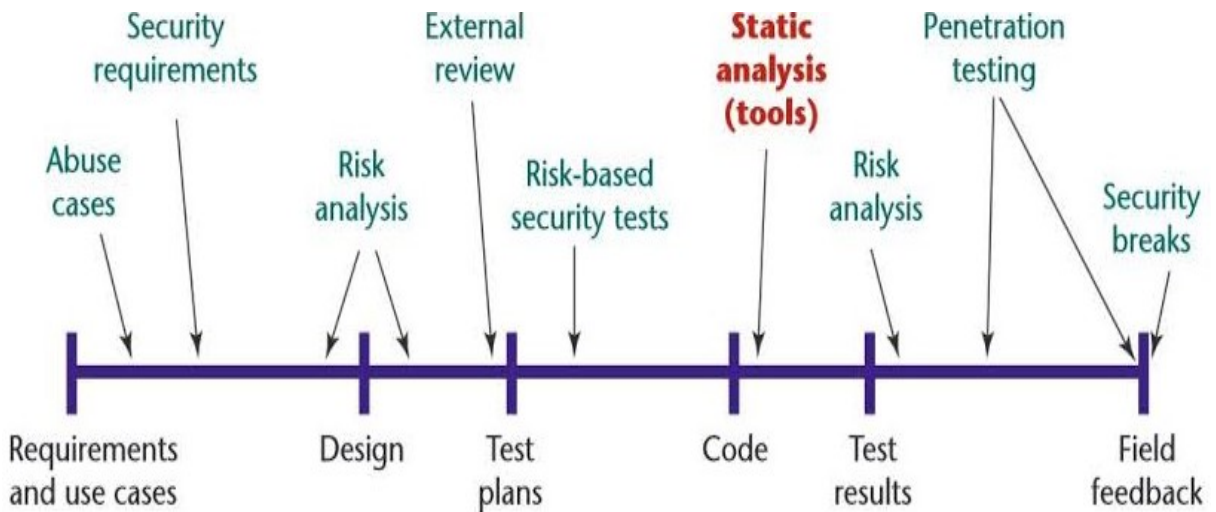 Security
requirements
External
review
Static
analysis
(tools)
Penetration
testing
Abuse
cases
Risk
analysis
Risk-based
security tests
Risk
analysis
Security
breaks
Requirements
and use cases
Design
Test
plans
Code
Test
results
Field
feedback